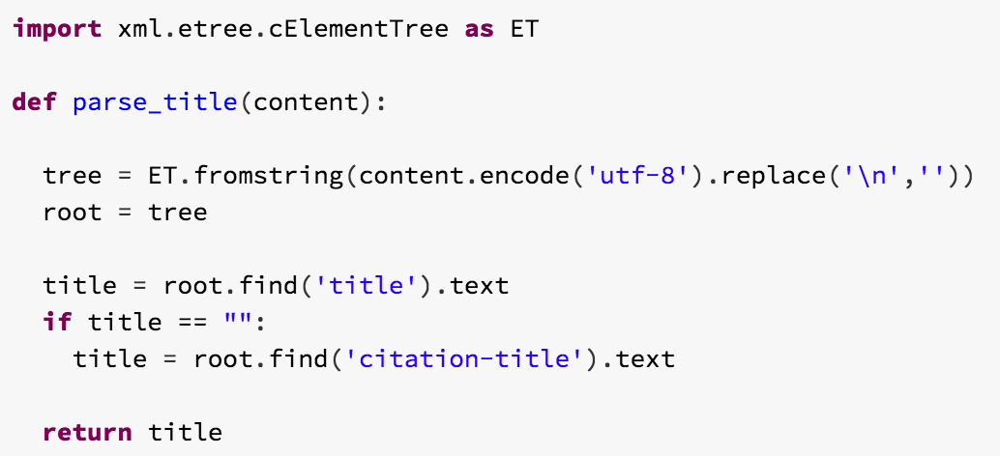 import xml.etree.cElementTree as ET
def parse_title(content):
  tree = ET.fromstring(content.encode('utf-8').replace('\n',''))
  root = tree
  title = root.find('title').text
  if title == "":
    title = root.find('citation-title').text
  return title